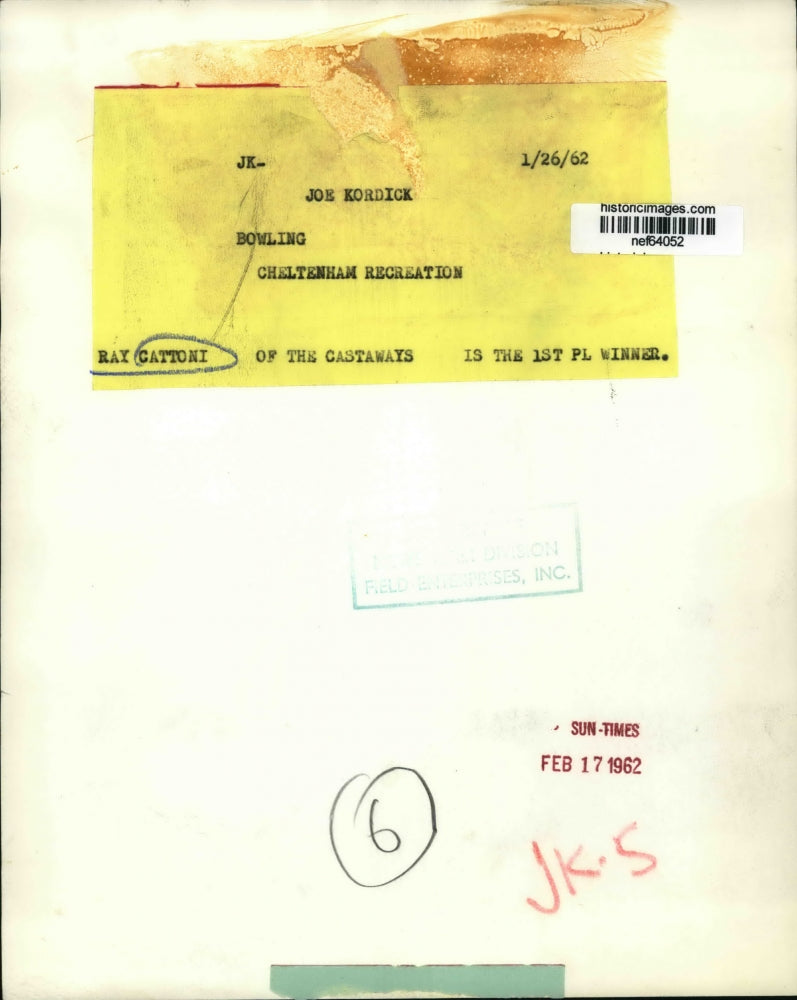 JK-
1/26/62
JOE KORDICK
historicimages.com
nef64052
BOWLING
CHELTENHAM RECREATION
RAY CATTONI OF THE CASTAWAYS IS THE 1ST PL WINNER.
DIVISION
FIELD ENTERPRISES, INC.
SUN-TIMES
FEB 17 1962
6
JK-5